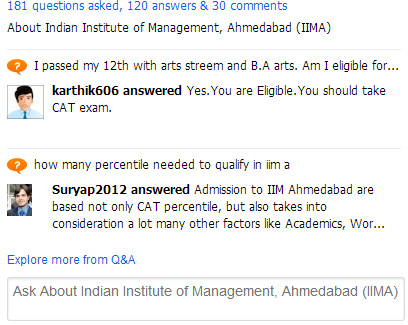 181 questions asked, 120 answers & 30 comments
About Indian Institute of Management, Ahmedabad (IIMA)
? I passed my 12th with arts streem and B.A arts. Am I eligible for...
karthik606 answered Yes.You are Eligible.You should take
CAT exam.
? how many percentile needed to qualify in iim a
Suryap2012 answered Admission to IIM Ahmedabad are
based not only CAT percentile, but also takes into
consideration a lot many other factors like Academics, Wor...
Explore more from Q&A
Ask About Indian Institute of Management, Ahmedabad (IIMA)